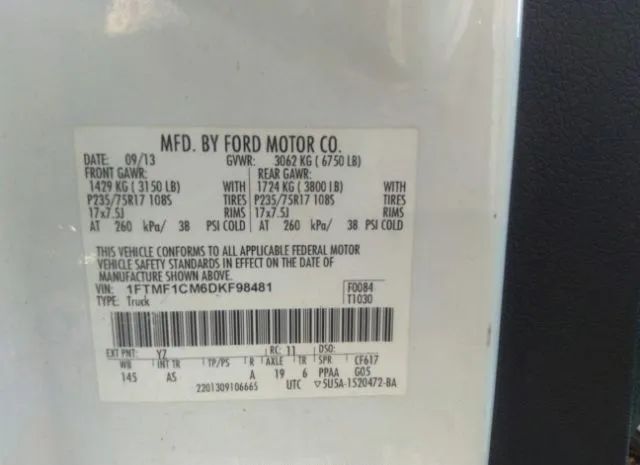 MFD. BY FORD MOTOR CO.
DATE: 09/13 GVWR: 3062 KG ( 6750 LB)
FRONT GAWR: REAR GAWR:
1429 KG ( 3150 LB) WITH 1724 KG ( 3800 LB) WITH
P235/75R17 108S TIRES P235/75R17 108S TIRES
17x7.5J RIMS 17x7.5J RIMS
AT 260 kPa/ 38 PSI COLD AT 260 kPa/ 38 PSI COLD
THIS VEHICLE CONFORMS TO ALL APPLICABLE FEDERAL MOTOR
VEHICLE SAFETY STANDARDS IN EFFECT ON THE DATE OF
MANUFACTURE SHOWN ABOVE.
VIN: 1FTMF1CM6DKF98481 F0084
TYPE: Truck T1030
EXT PNT: Y7 RC: 11 DSO:
WB INT TR TP/PS R AXLE TR SPR CF617
145 AS A 19 6 PPAA G05
2201309106665 UTC ▽5U5A-1520472-BA